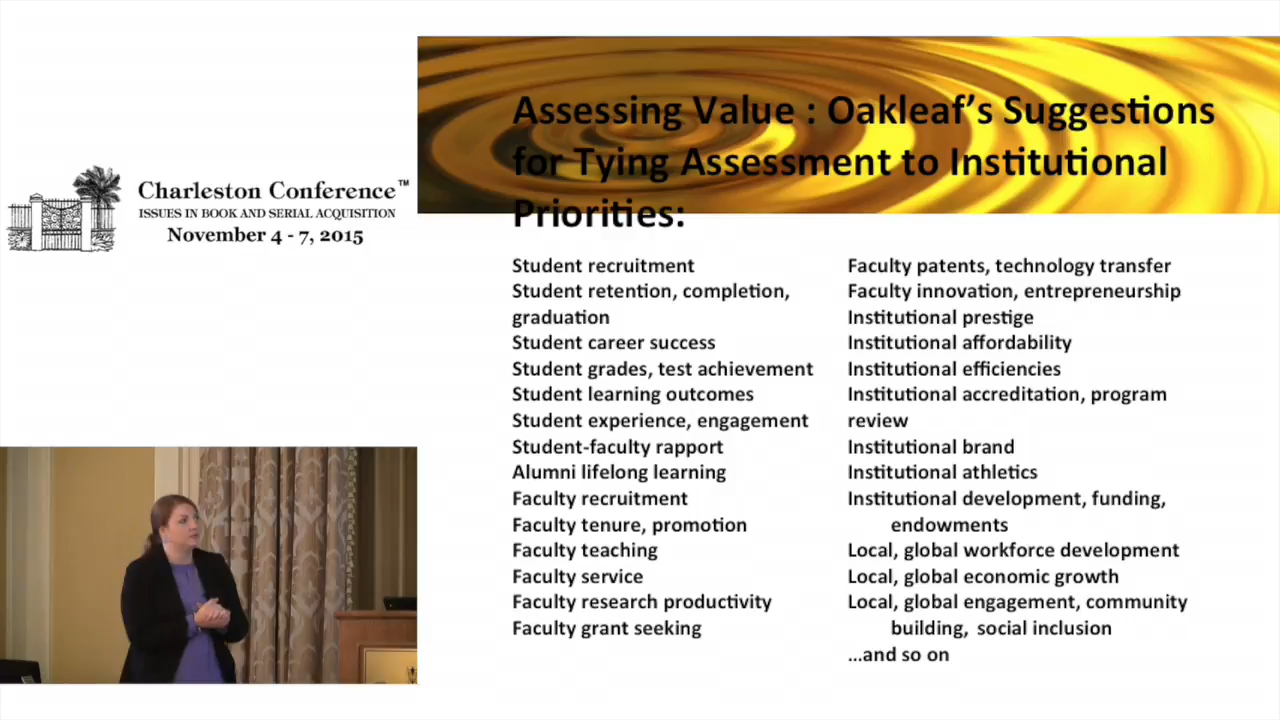 Charleston Conference™
ISSUES IN BOOK AND SERIAL ACQUISITION
November 4 - 7, 2015
Assessing Value : Oakleaf's Suggestions
for Tying Assessment to Institutional
Priorities:
Student recruitment
Student retention, completion,
graduation
Student career success
Student grades, test achievement
Student learning outcomes
Student experience, engagement
Student-faculty rapport
Alumni lifelong learning
Faculty recruitment
Faculty tenure, promotion
Faculty teaching
Faculty service
Faculty research productivity
Faculty grant seeking
Faculty patents, technology transfer
Faculty innovation, entrepreneurship
Institutional prestige
Institutional affordability
Institutional efficiencies
Institutional accreditation, program
review
Institutional brand
Institutional athletics
Institutional development, funding,
endowments
Local, global workforce development
Local, global economic growth
Local, global engagement, community
building, social inclusion
...and so on